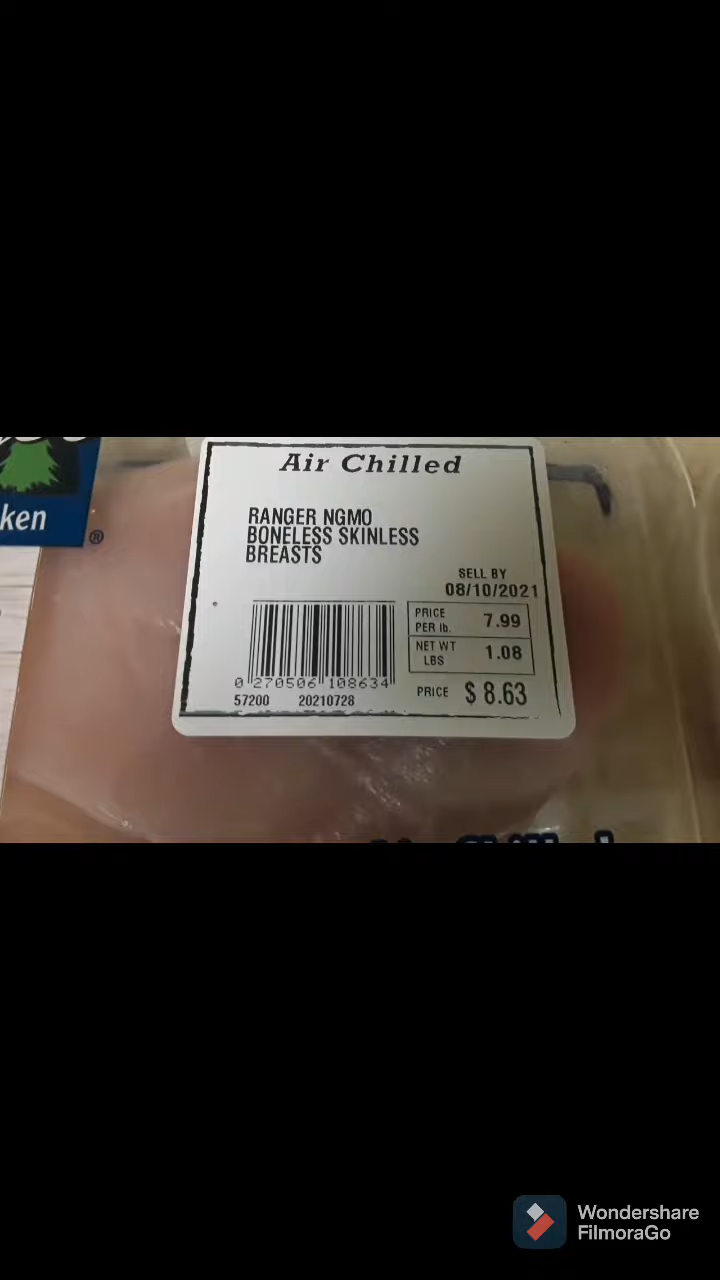 Air Chilled
ken
®
RANGER NGMO
BONELESS SKINLESS
BREASTS
SELL BY
08/10/2021
PRICE
PER lb.
7.99
NET WT
LBS
1.08
PRICE
$ 8.63
0 270506 108634
57200 20210728
Wondershare
FilmoraGo